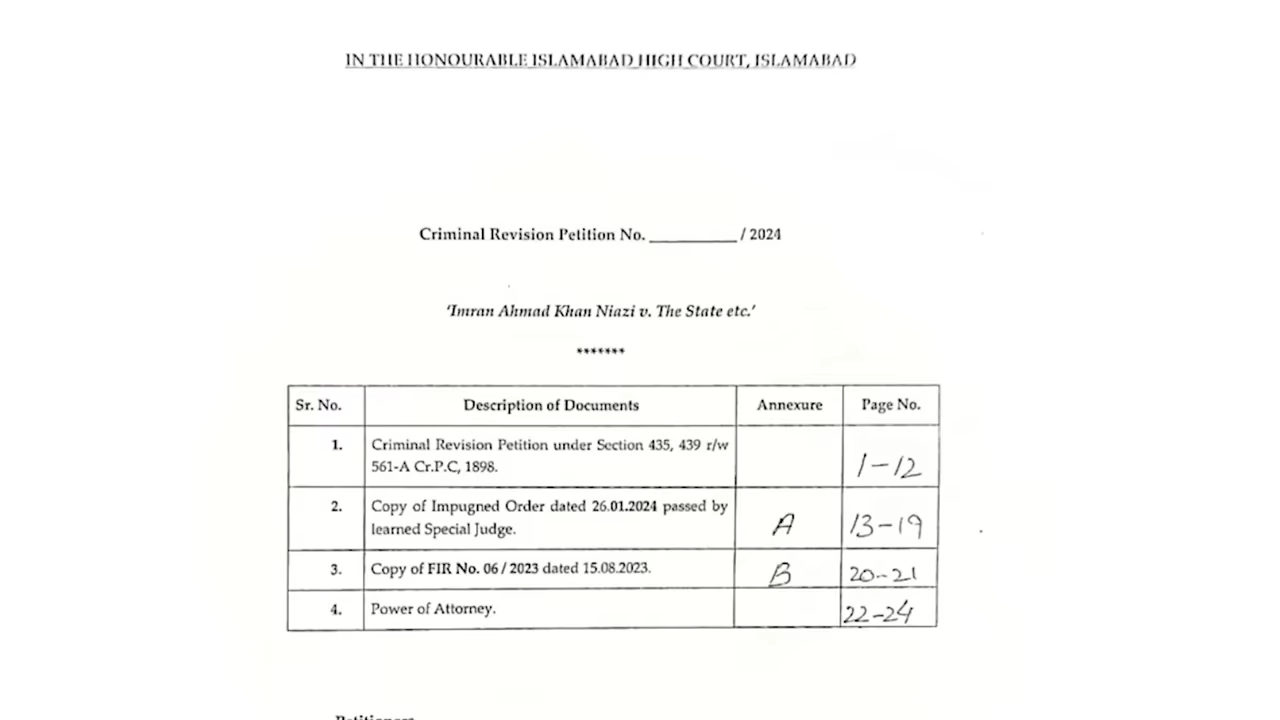 IN THE HONOURABLE ISLAMABAD HIGH COURT, ISLAMABAD
Criminal Revision Petition No. __________ / 2024
'Imran Ahmad Khan Niazi v. The State etc.'
*******
Sr. No. Description of Documents Annexure Page No.
1. Criminal Revision Petition under Section 435, 439 r/w
561-A Cr.P.C, 1898.
1-12
2. Copy of Impugned Order dated 26.01.2024 passed by
learned Special Judge.
A 13-19
3. Copy of FIR No. 06 / 2023 dated 15.08.2023. B 20-21
4. Power of Attorney. 22-24